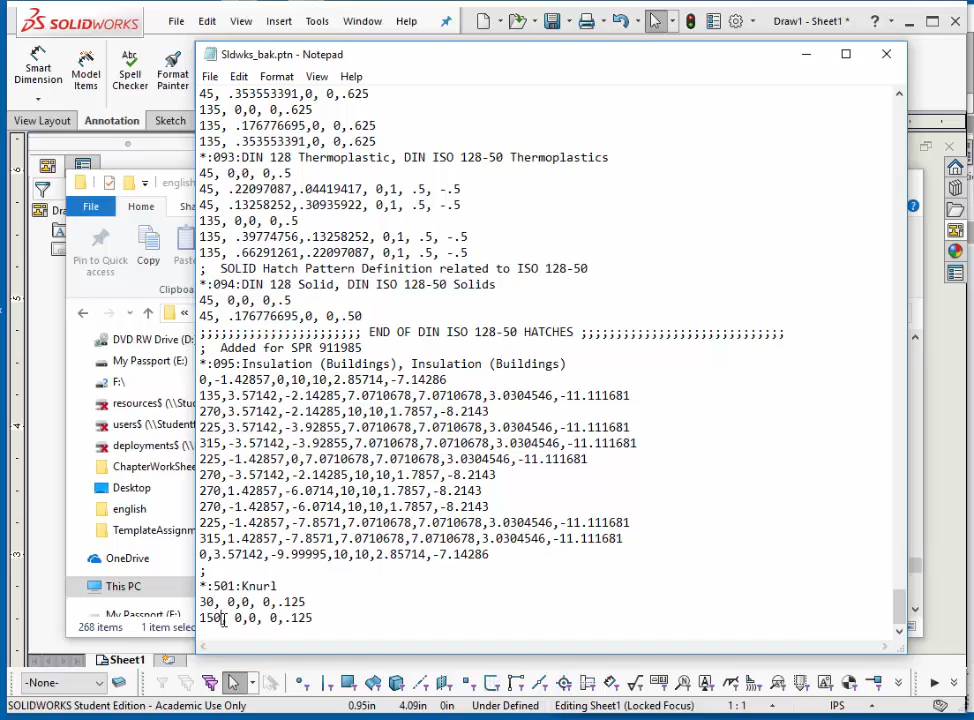 SOLIDWORKS
File Edit View Insert Tools Window Help
Draw1 - Sheet1 *
Smart Dimension
Model Items
Spell Checker
Format Painter
View Layout Annotation Sketch
Sldwks_bak.ptn - Notepad
File Edit Format View Help
45, .353553391,0, 0,.625
135, 0,0, 0,.625
135, .176776695,0, 0,.625
135, .353553391,0, 0,.625
*:093:DIN 128 Thermoplastic, DIN ISO 128-50 Thermoplastics
45, 0,0, 0,.5
45, .22097087,.04419417, 0,1, .5, -.5
45, .13258252,.30935922, 0,1, .5, -.5
135, 0,0, 0,.5
135, .39774756,.13258252, 0,1, .5, -.5
135, .66291261,.22097087, 0,1, .5, -.5
;  SOLID Hatch Pattern Definition related to ISO 128-50
*:094:DIN 128 Solid, DIN ISO 128-50 Solids
45, 0,0, 0,.5
45, .176776695,0, 0,.50
;;;;;;;;;;;;;;;;;;;;;;; END OF DIN ISO 128-50 HATCHES ;;;;;;;;;;;;;;;;;;;;;;;;;;;;;
;  Added for SPR 911985
*:095:Insulation (Buildings), Insulation (Buildings)
0,-1.42857,0,10,10,2.85714,-7.14286
135,3.57142,-2.14285,7.0710678,7.0710678,3.0304546,-11.111681
270,3.57142,-2.14285,10,10,1.7857,-8.2143
225,3.57142,-3.92855,7.0710678,7.0710678,3.0304546,-11.111681
315,-3.57142,-3.92855,7.0710678,7.0710678,3.0304546,-11.111681
225,-1.42857,0,7.0710678,7.0710678,3.0304546,-11.111681
270,-3.57142,-2.14285,10,10,1.7857,-8.2143
270,1.42857,-6.0714,10,10,1.7857,-8.2143
270,-1.42857,-6.0714,10,10,1.7857,-8.2143
225,-1.42857,-7.8571,7.0710678,7.0710678,3.0304546,-11.111681
315,1.42857,-7.8571,7.0710678,7.0710678,3.0304546,-11.111681
0,3.57142,-9.99995,10,10,2.85714,-7.14286
;
*:501:Knurl
30, 0,0, 0,.125
150, 0,0, 0,.125
english
File Home Sha
Pin to Quick access
Copy
Paste
Clipboa
DVD RW Drive (D:
My Passport (E:)
F:\
resources$ (\\Stu
users$ (\\Student
deployments$ (\\
ChapterWorkShee
Desktop
english
TemplateAssignm
OneDrive
This PC
My Passport (F:)
268 items 1 item selec
Sheet1
-None-
SOLIDWORKS Student Edition - Academic Use Only 0.95in 4.09in 0in Under Defined Editing Sheet1 (Locked Focus) 1 : 1 IPS